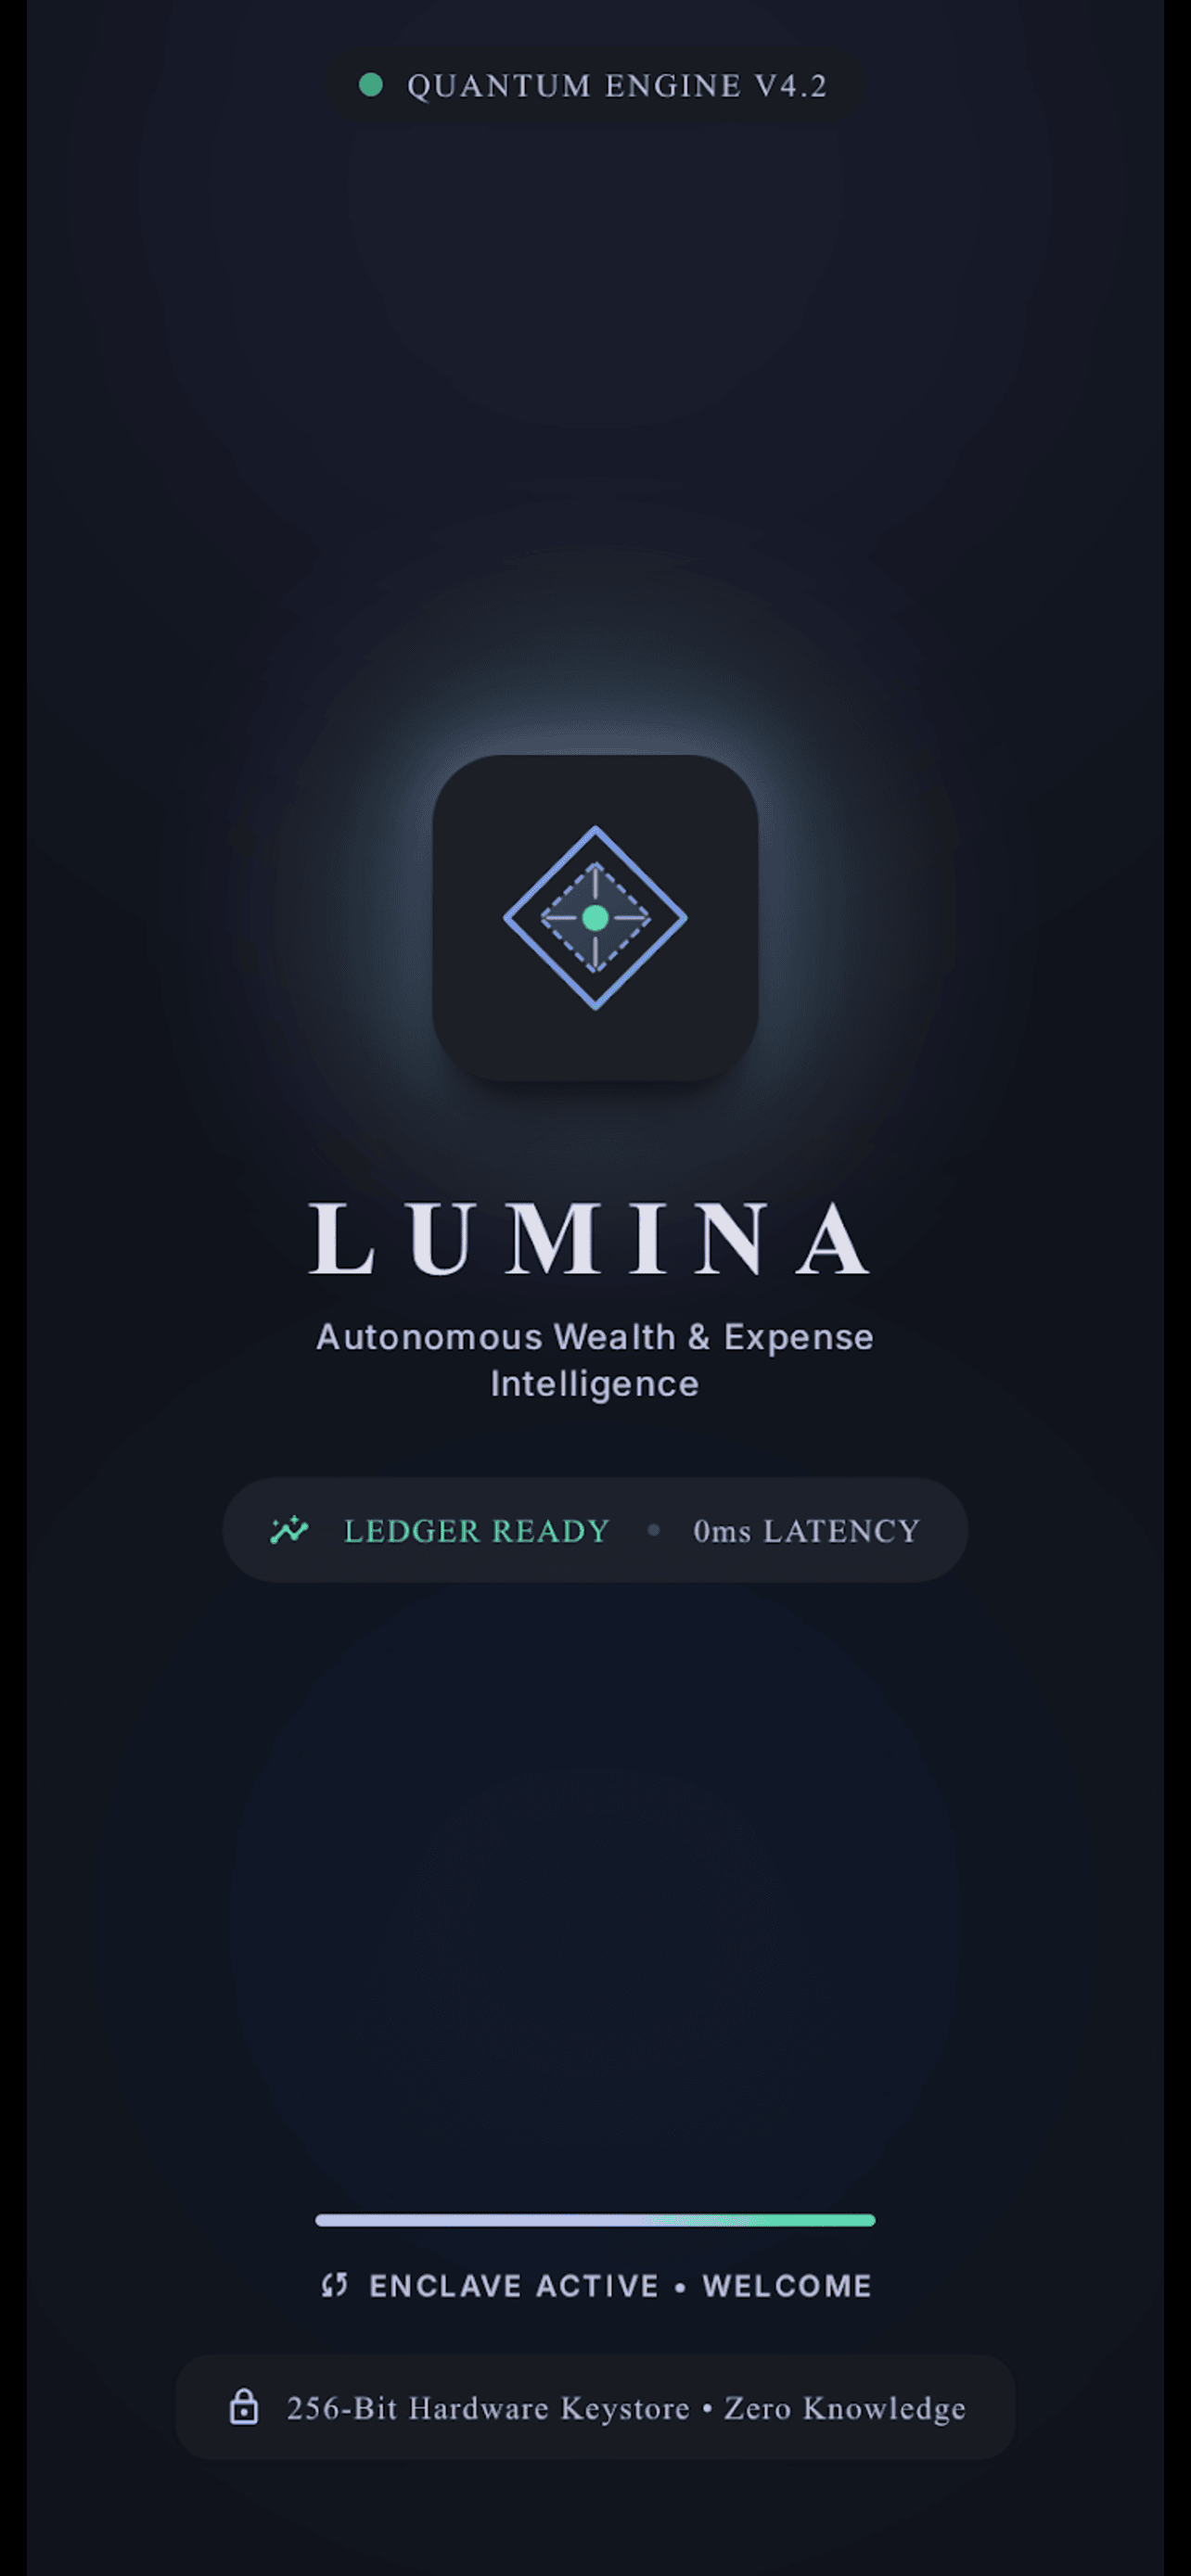 QUANTUM ENGINE V4.2
LUMINA
Autonomous Wealth & Expense
Intelligence
LEDGER READY • 0ms LATENCY
ENCLAVE ACTIVE • WELCOME
256-Bit Hardware Keystore • Zero Knowledge